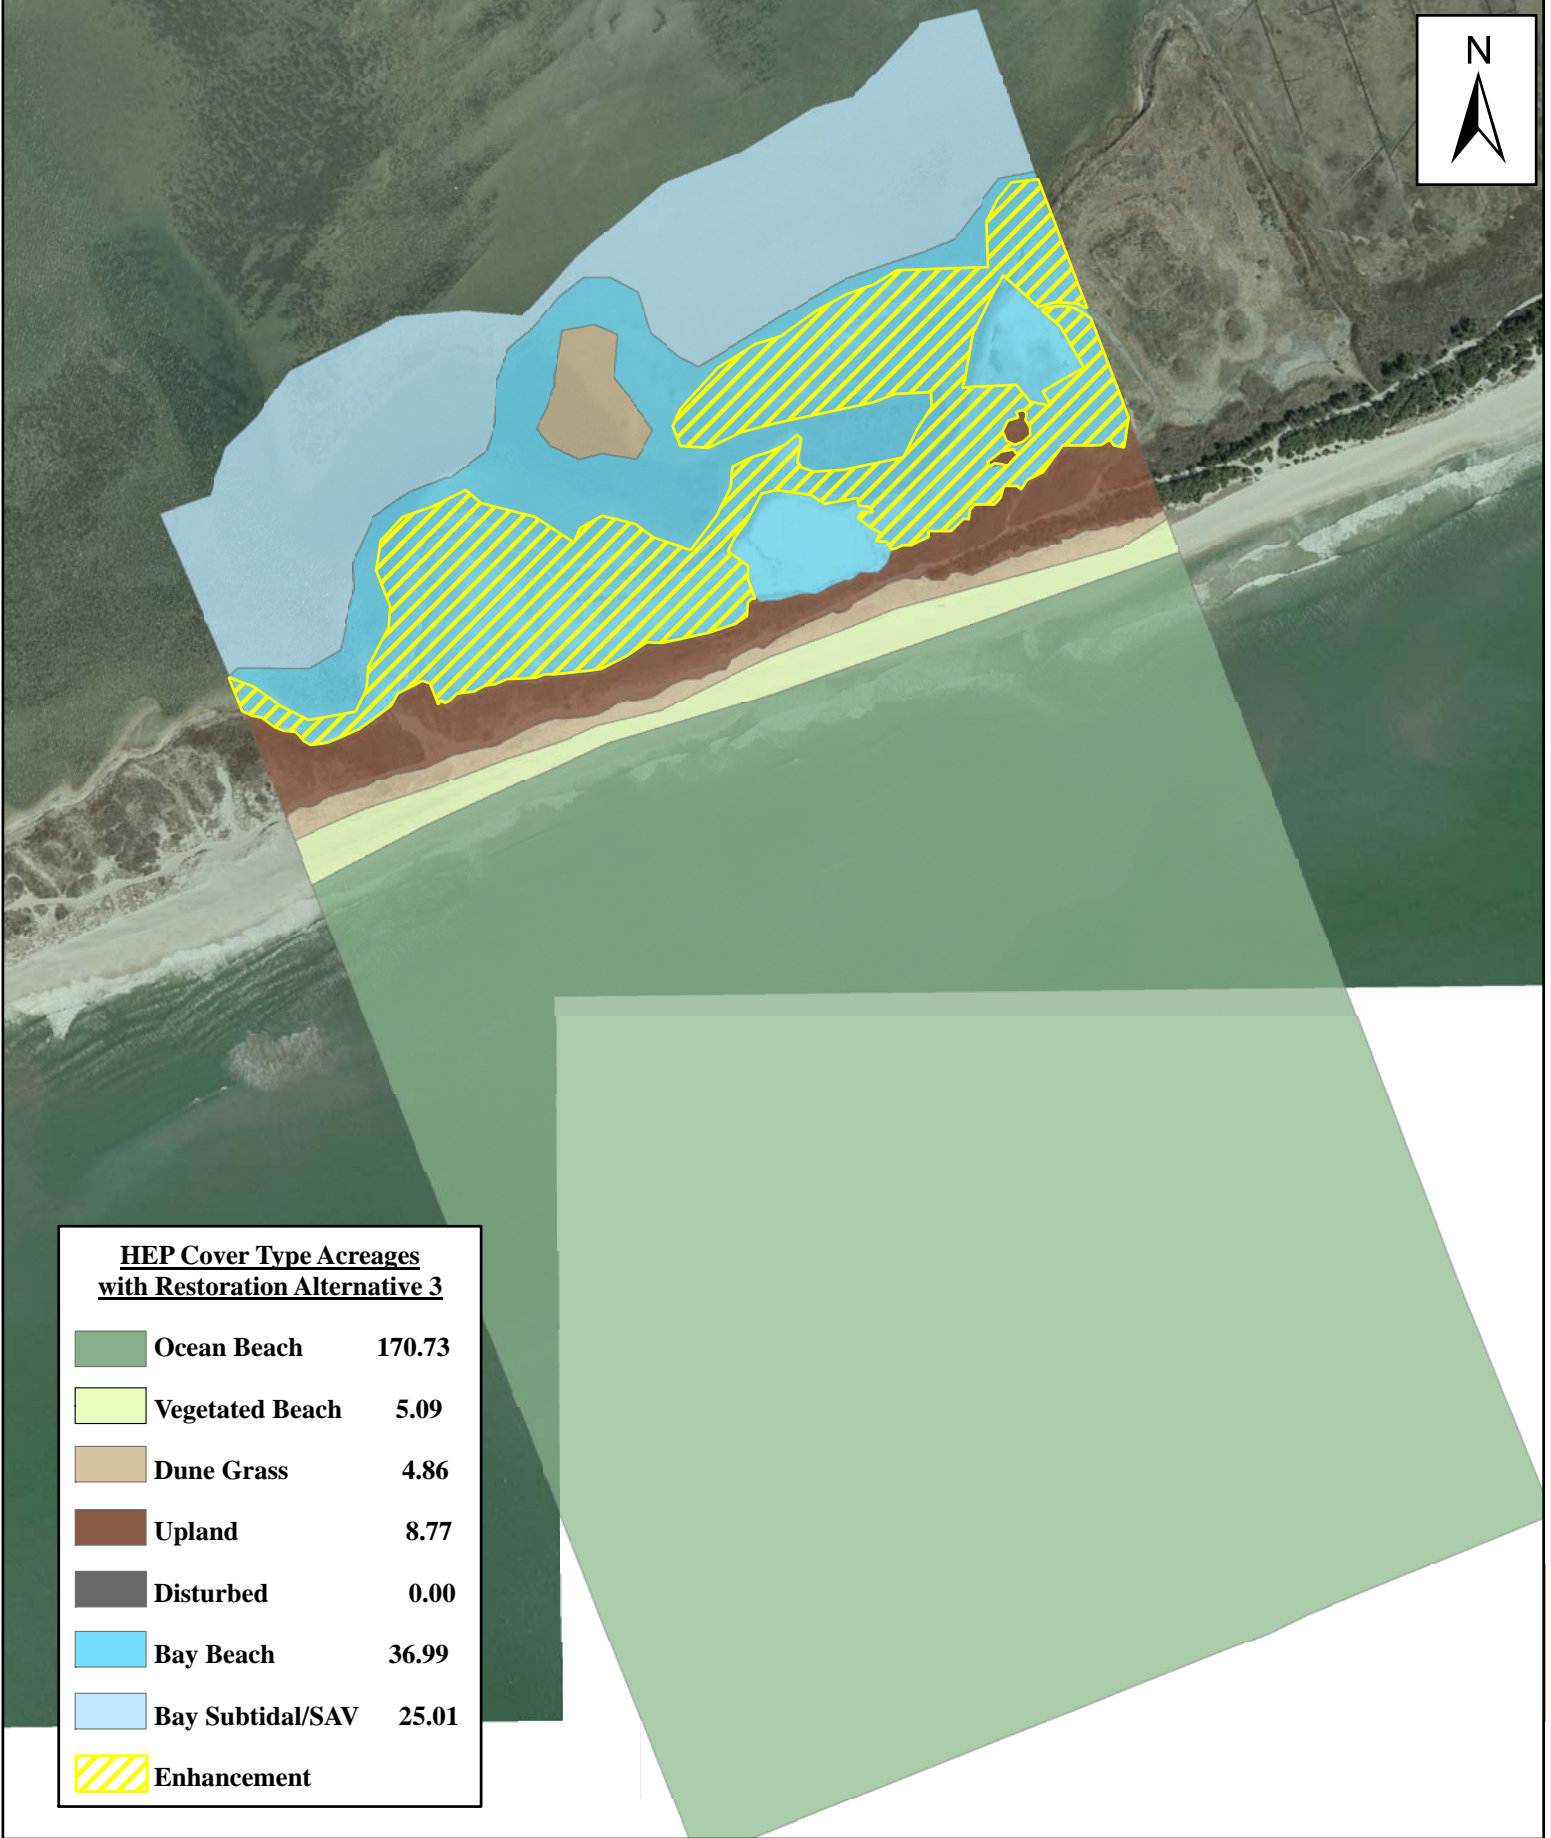 N
HEP Cover Type Acreages
with Restoration Alternative 3
Ocean Beach 170.73
Vegetated Beach 5.09
Dune Grass 4.86
Upland 8.77
Disturbed 0.00
Bay Beach 36.99
Bay Subtidal/SAV 25.01
Enhancement